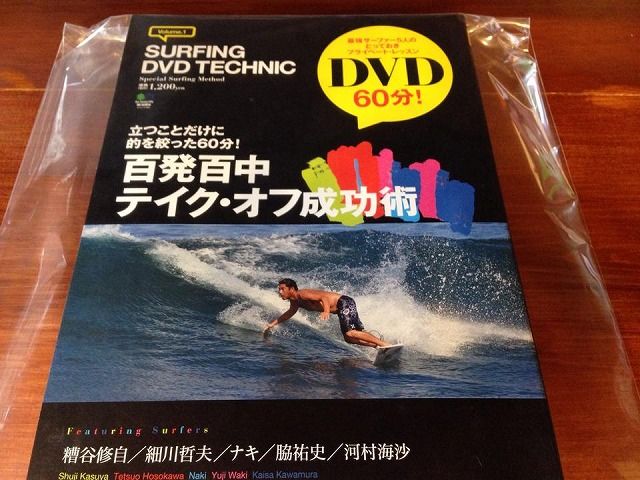 Volume.1
SURFING
DVD TECHNIC
Special Surfing Method
1,200yen
最強サーファー5人の
とっておき
プライベート・レッスン
DVD
60分!
立つことだけに
的を絞った60分!
百発百中
テイク・オフ成功術
Featuring Surfers
糟谷修自/細川哲夫/ナキ/脇祐史/河村海沙
Shuji Kasuya Tetsuo Hosokawa Naki Yuji Waki Kaisa Kawamura